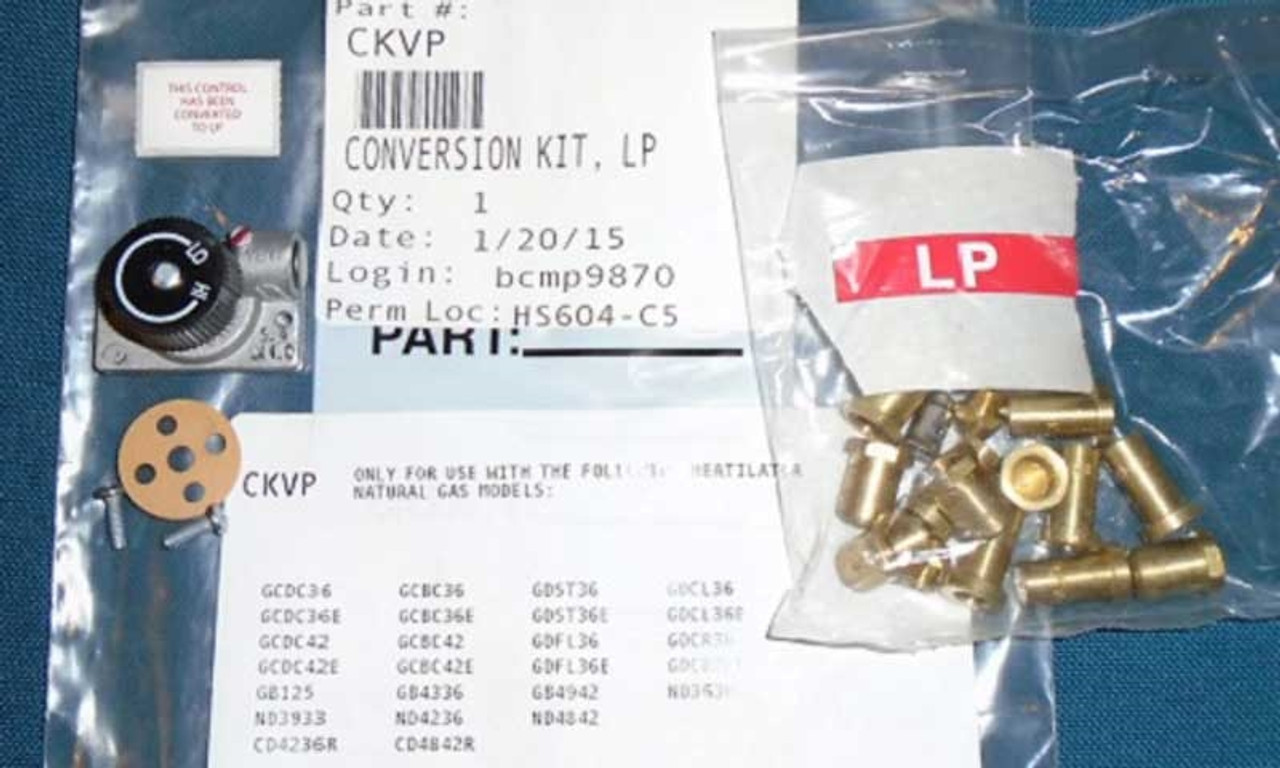 Part #:
CKVP
CONVERSION KIT, LP
Qty: 1
Date: 1/20/15
Login: bcmp9870
Perm Loc: HS604-C5
PART:
THIS CONTROL
HAS BEEN
CONVERTED
TO LP
LO
HI
LP
CKVP
ONLY FOR USE WITH THE HEATILATOR
NATURAL GAS MODELS:
GCDC36 GCBC36 GDST36 GDCL36
GCDC36E GCBC36E GDST36E GDCL36E
GCDC42 GCBC42 GDFL36
GCDC42E GCBC42E GDFL36E
GB125 GB4336 GB4942
ND3933 ND4236 ND4842
CD4236R CD4842R